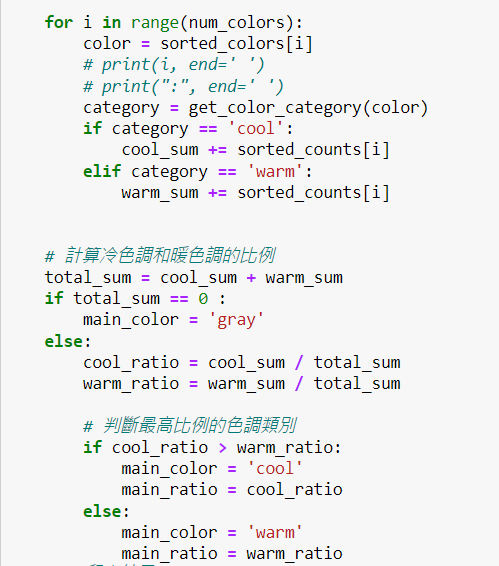 for i in range(num_colors):
    color = sorted_colors[i]
    # print(i, end=' ')
    # print(":", end=' ')
    category = get_color_category(color)
    if category == 'cool':
        cool_sum += sorted_counts[i]
    elif category == 'warm':
        warm_sum += sorted_counts[i]
# 計算冷色調和暖色調的比例
total_sum = cool_sum + warm_sum
if total_sum == 0 :
    main_color = 'gray'
else:
    cool_ratio = cool_sum / total_sum
    warm_ratio = warm_sum / total_sum
    # 判斷最高比例的色調類別
    if cool_ratio > warm_ratio:
        main_color = 'cool'
        main_ratio = cool_ratio
    else:
        main_color = 'warm'
        main_ratio = warm_ratio